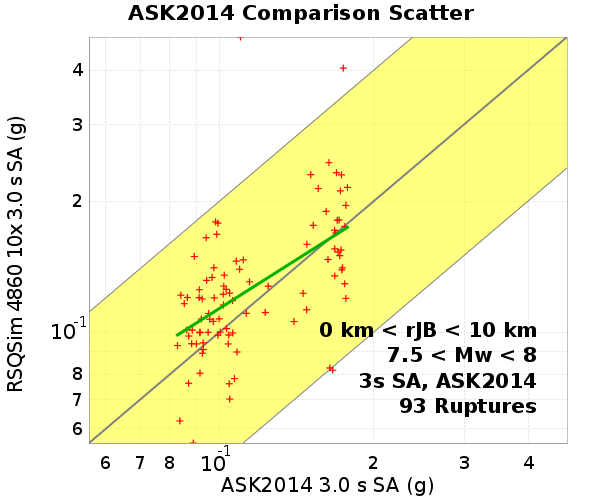 ASK2014 Comparison Scatter
RSQSim 4860 10x 3.0 s SA (g)
4
3
2
10-1
8
7
6
0 km < rJB < 10 km
7.5 < Mw < 8
3s SA, ASK2014
93 Ruptures
6 7 8 10-1 2 3 4
ASK2014 3.0 s SA (g)